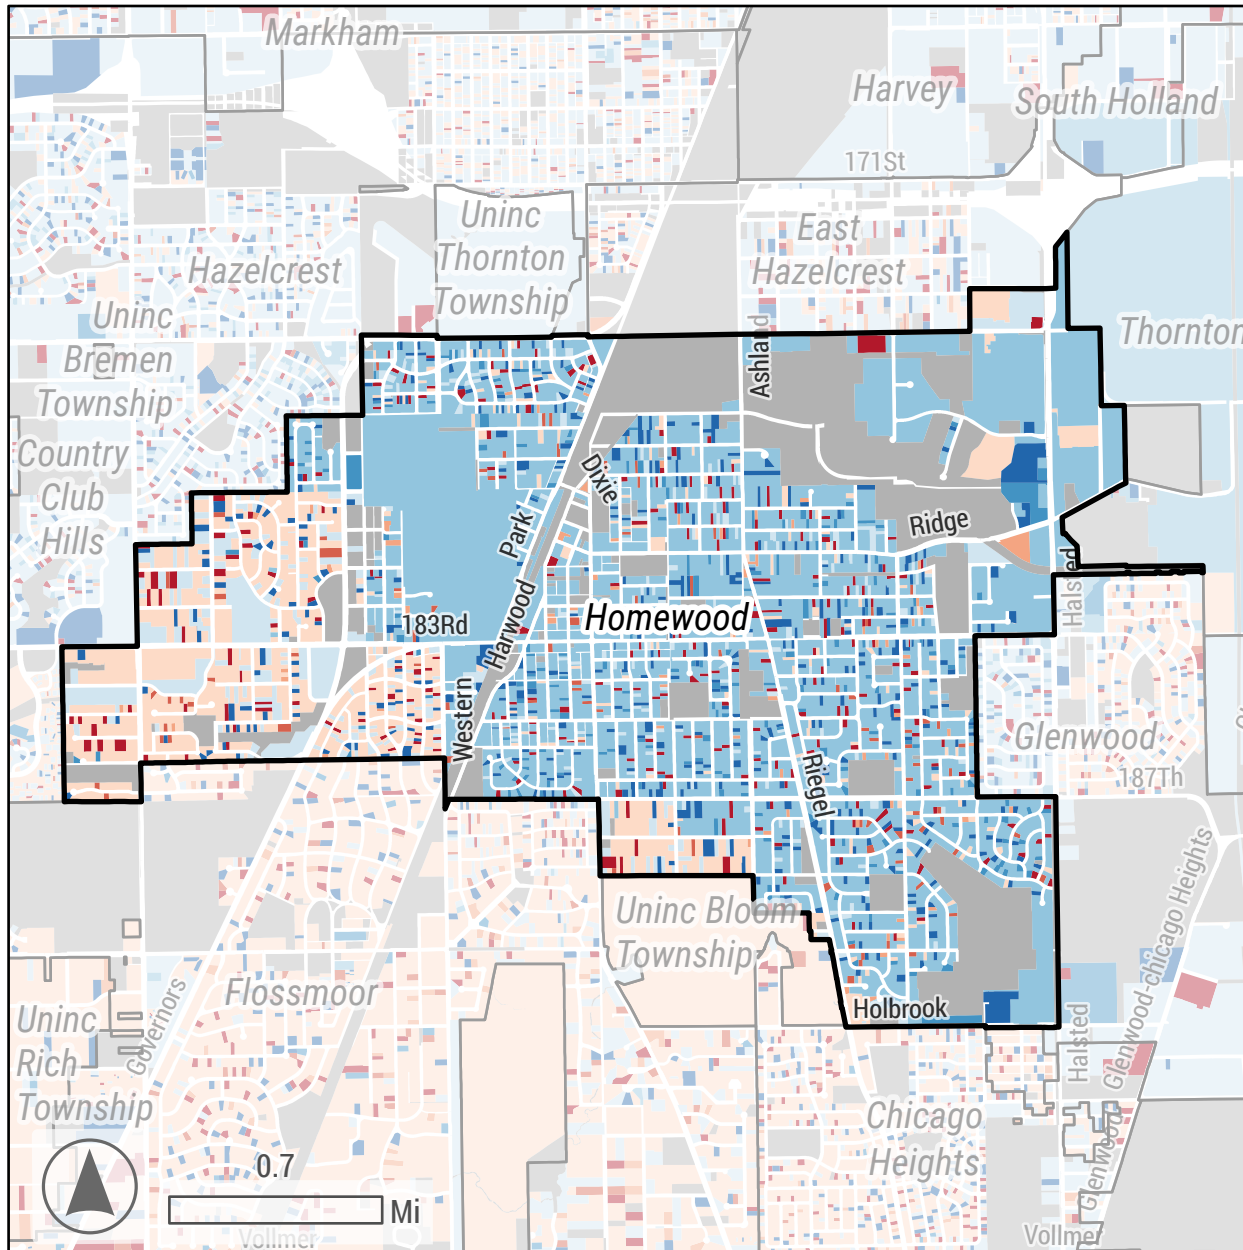 Markham
Harvey
South Holland
171St
Uninc
Thornton
Township
East
Hazelcrest
Hazelcrest
Uninc
Bremen
Township
Thornton
Ashland
Country
Club
Hills
Dixie
Park
Ridge
Harwood
183Rd
Homewood
Halsted
Western
Glenwood
187Th
Riegel
Uninc Bloom
Township
Flossmoor
Governors
Holbrook
Halsted
Glenwood-chicago Heights
Uninc
Rich
Township
Chicago
Heights
Glenwood
0.7
Mi
Vollmer
Vollmer